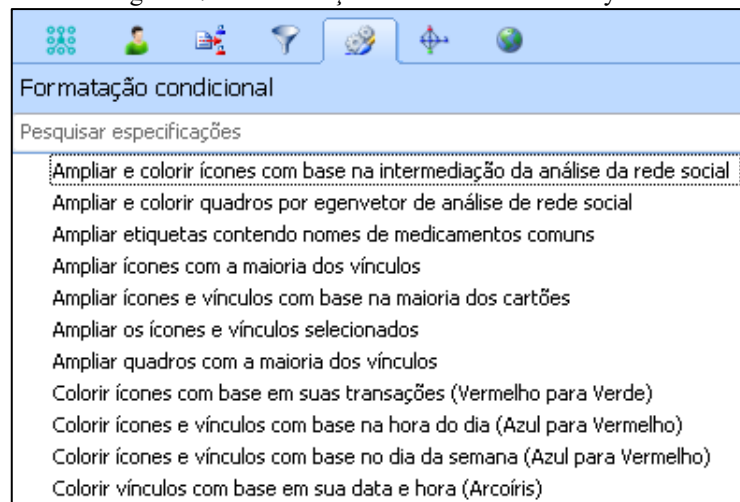 Formatação condicional
Pesquisar especificações
Ampliar e colorir ícones com base na intermediação da análise da rede social
Ampliar e colorir quadros por egenvetor de análise de rede social
Ampliar etiquetas contendo nomes de medicamentos comuns
Ampliar ícones com a maioria dos vínculos
Ampliar ícones e vínculos com base na maioria dos cartões
Ampliar os ícones e vínculos selecionados
Ampliar quadros com a maioria dos vínculos
Colorir ícones com base em suas transações (Vermelho para Verde)
Colorir ícones e vínculos com base na hora do dia (Azul para Vermelho)
Colorir ícones e vínculos com base no dia da semana (Azul para Vermelho)
Colorir vínculos com base em sua data e hora (Arcoíris)